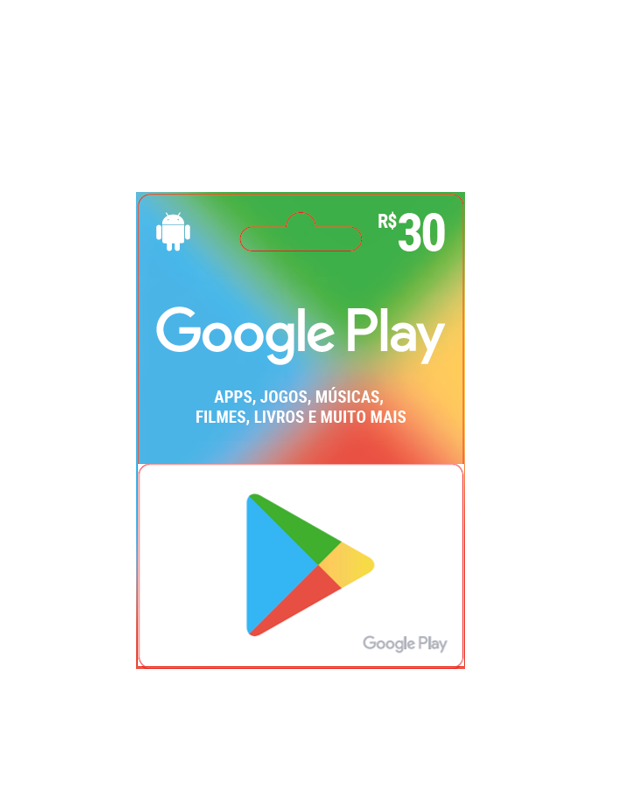 R$30
Google Play
APPS, JOGOS, MÚSICAS,
FILMES, LIVROS E MUITO MAIS
Google Play